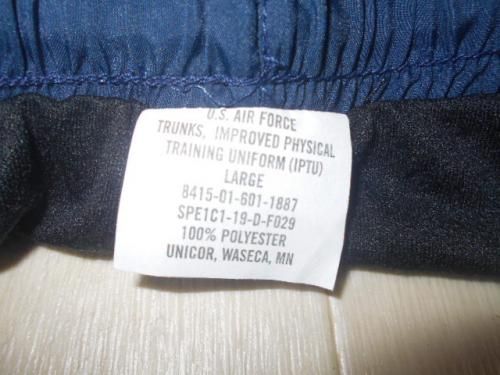 U.S. AIR FORCE
TRUNKS, IMPROVED PHYSICAL
TRAINING UNIFORM (IPTU)
LARGE
8415-01-601-1887
SPE1C1-19-D-F029
100% POLYESTER
UNICOR, WASECA, MN